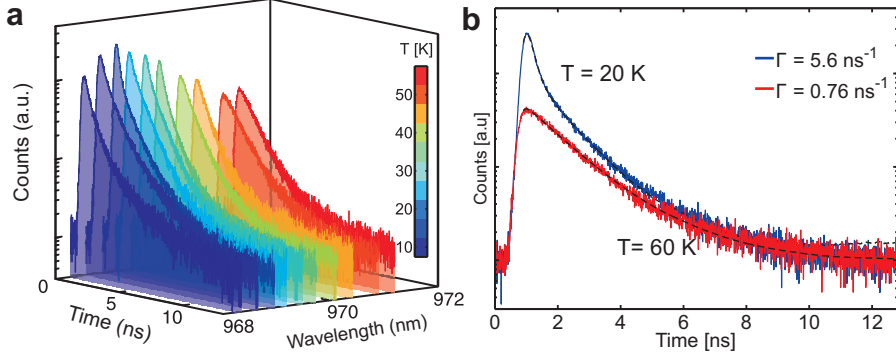 a
T [K]
50
40
30
20
10
Counts (a.u.)
0
5
10
Time (ns)
968
970
972
Wavelength (nm)
b
T = 20 K
Γ = 5.6 ns⁻¹
Γ = 0.76 ns⁻¹
T= 60 K
Counts [a.u]
0
2
4
6
8
10
12
Time [ns]